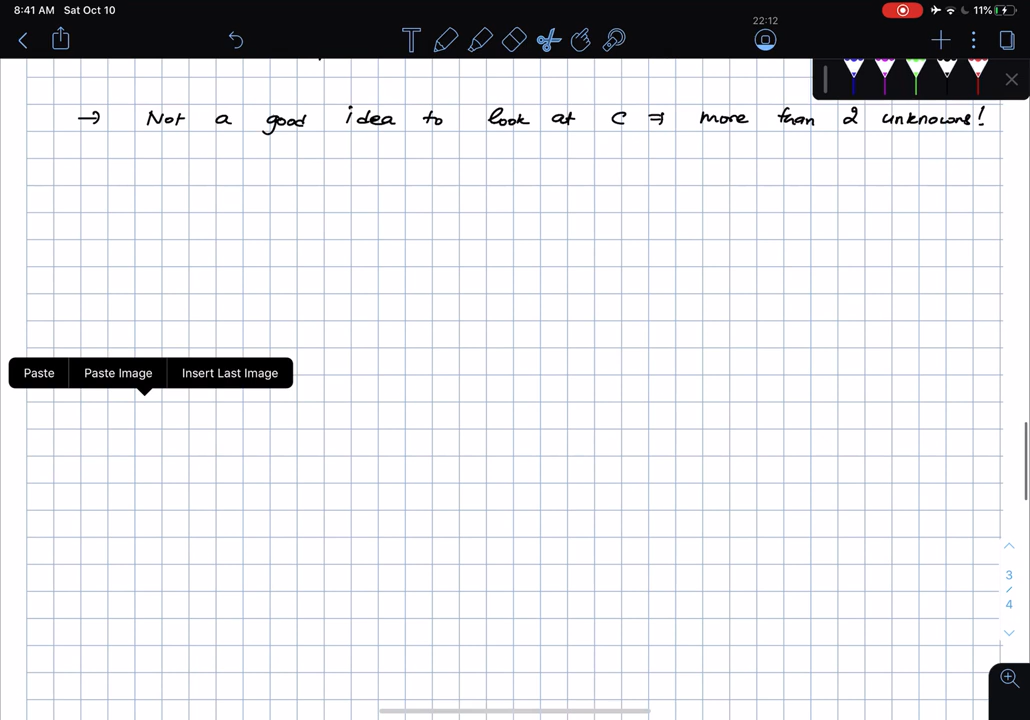 8:41 AM Sat Oct 10
11%
22:12
T
→ Not a good idea to look at C ⇒ more than 2 unknowns!
Paste Paste Image Insert Last Image
3
/
4